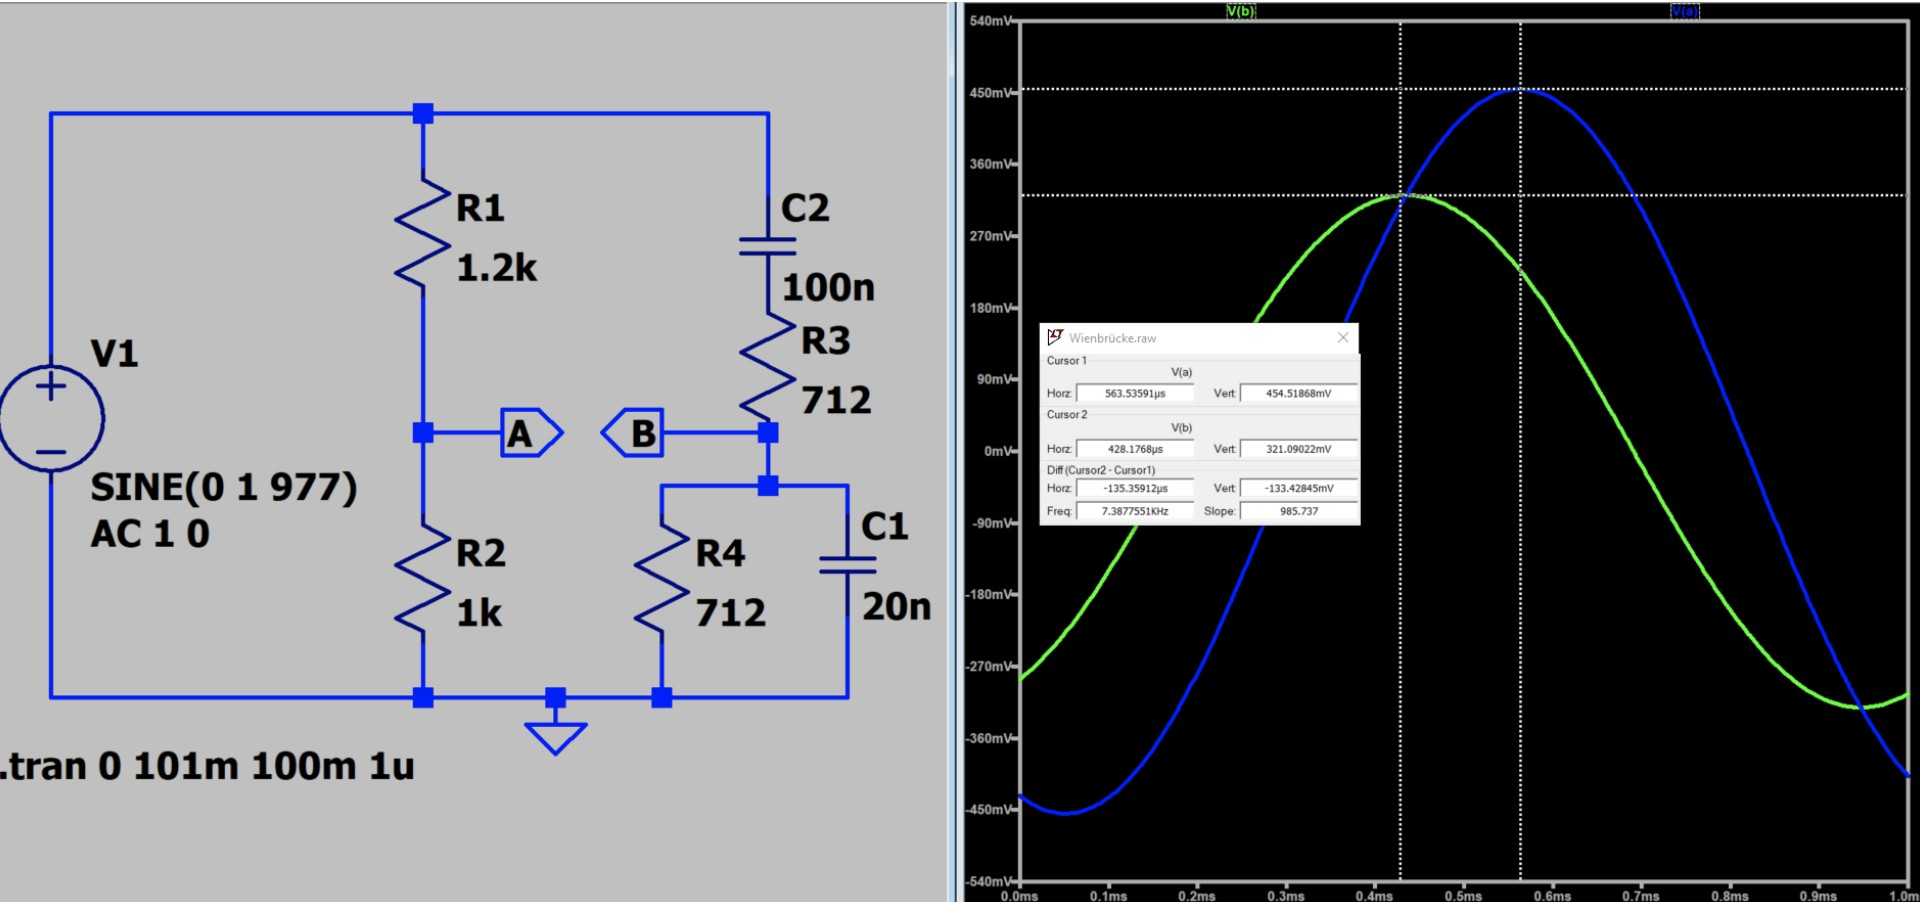 R1
1.2k
C2
100n
R3
712
V1
SINE(0 1 977)
AC 1 0
A
B
R2
1k
R4
712
C1
20n
.tran 0 101m 100m 1u
V(b)
V(a)
540mV
450mV
360mV
270mV
180mV
90mV
0mV
-90mV
-180mV
-270mV
-360mV
-450mV
-540mV
0.0ms 0.1ms 0.2ms 0.3ms 0.4ms 0.5ms 0.6ms 0.7ms 0.8ms 0.9ms 1.0m
Wienbrücke.raw
Cursor 1
V(a)
Horz: 563.53591µs Vert: 454.51868mV
Cursor 2
V(b)
Horz: 428.1768µs Vert: 321.09022mV
Diff (Cursor2 - Cursor1)
Horz: -135.35912µs Vert: -133.42845mV
Freq: 7.3877551KHz Slope: 985.737